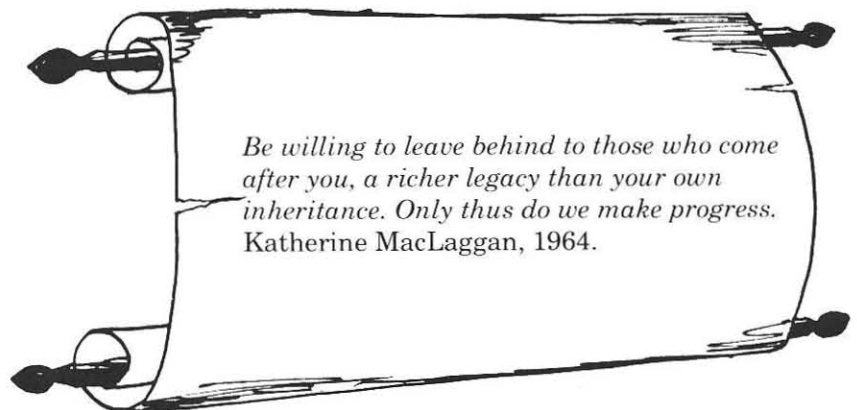 Be willing to leave behind to those who come
after you, a richer legacy than your own
inheritance. Only thus do we make progress.
Katherine MacLaggan, 1964.